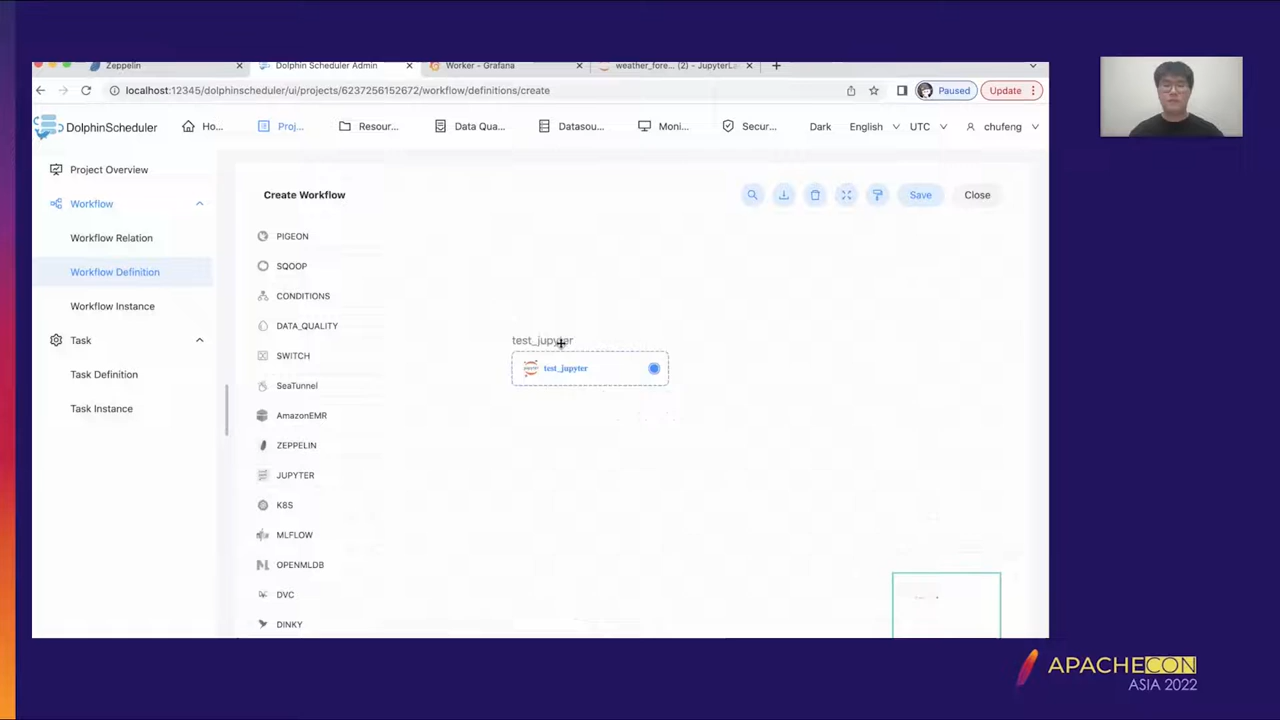 Zeppelin
Dolphin Scheduler Admin
Worker - Grafana
weather_fore... (2) - JupyterLa
localhost:12345/dolphinscheduler/ui/projects/6237256152672/workflow/definitions/create
Paused
Update
DolphinScheduler
Ho...
Proj...
Resour...
Data Qua...
Datasou...
Moni...
Secur...
Dark
English
UTC
chufeng
Project Overview
Workflow
Workflow Relation
Workflow Definition
Workflow Instance
Task
Task Definition
Task Instance
Create Workflow
Save
Close
PIGEON
SQOOP
CONDITIONS
DATA_QUALITY
SWITCH
SeaTunnel
AmazonEMR
ZEPPELIN
JUPYTER
K8S
MLFLOW
OPENMLDB
DVC
DINKY
test_jupyter
test_jupyter
APACHECON
ASIA 2022